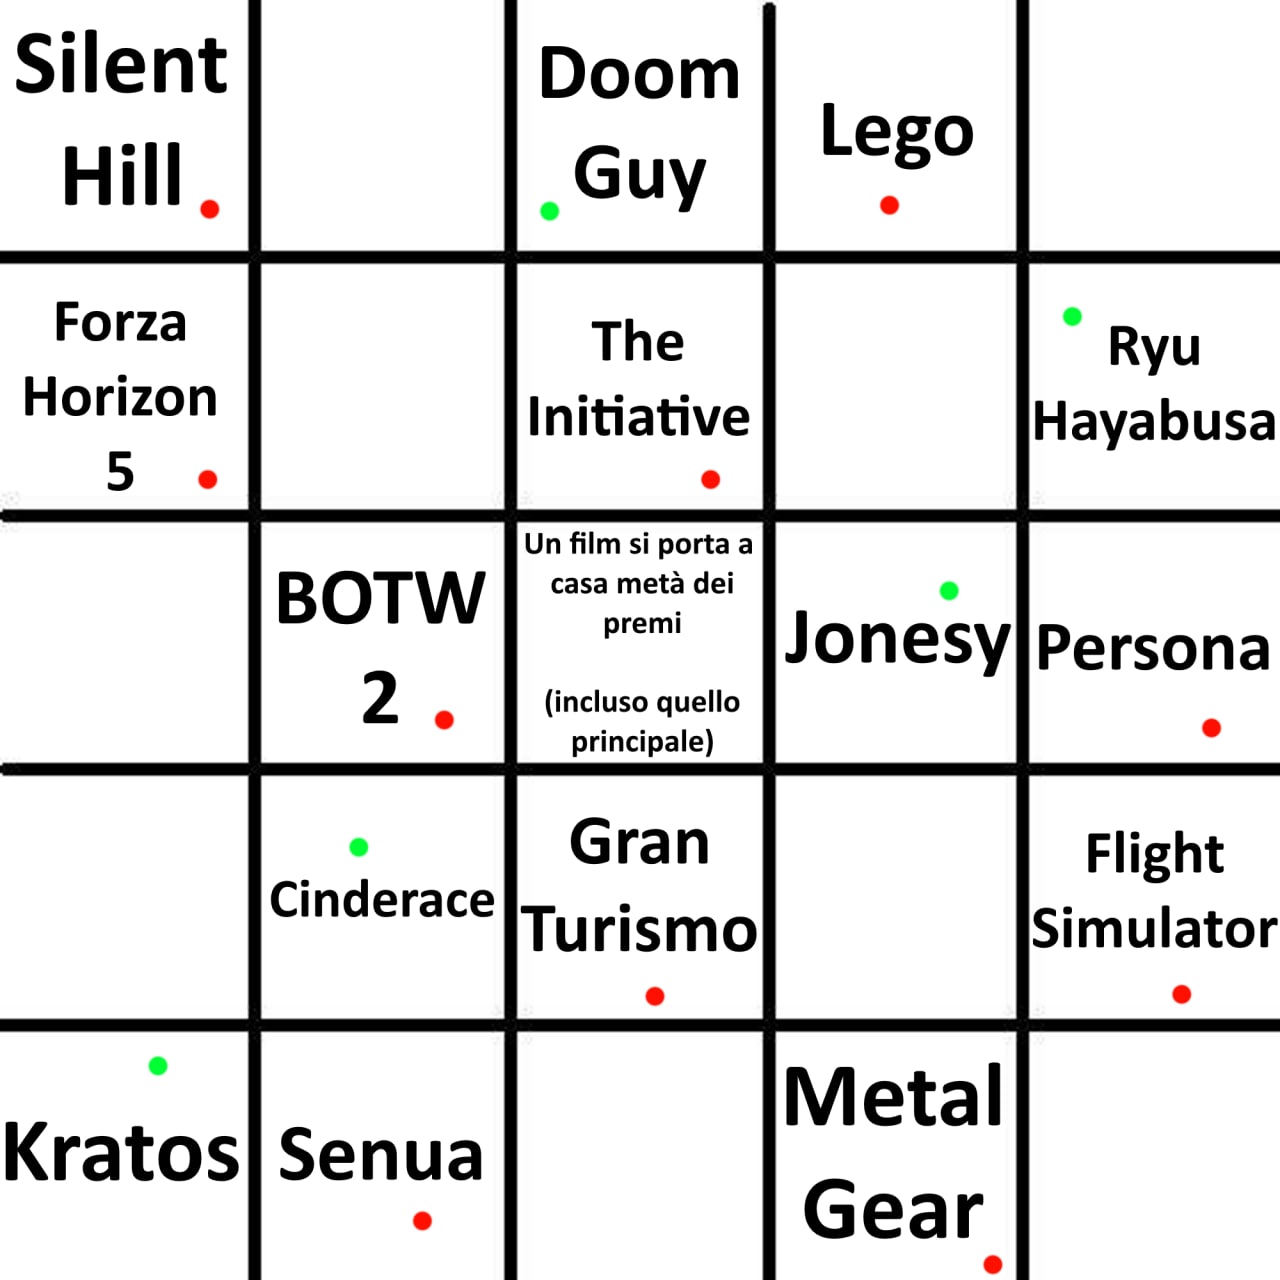 Silent
Hill
Doom
Guy
Lego
Forza
Horizon
5
The
Initiative
Ryu
Hayabusa
BOTW
2
Un film si porta a
casa metà dei
premi
(incluso quello
principale)
Jonesy
Persona
Cinderace
Gran
Turismo
Flight
Simulator
Kratos
Senua
Metal
Gear